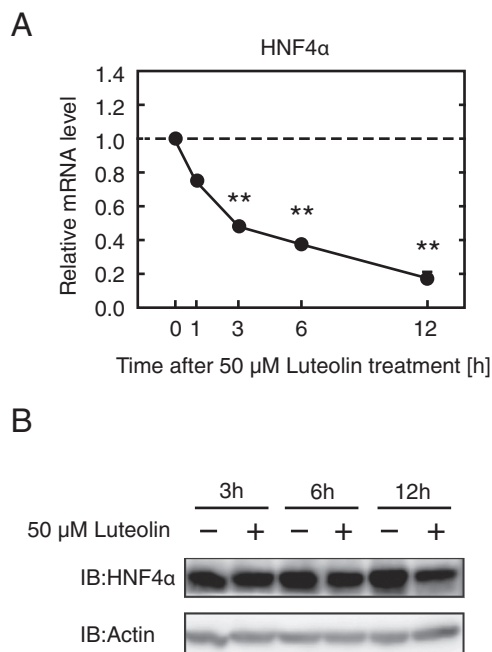 A
HNF4α
Relative mRNA level
1.4
1.2
1.0
0.8
0.6
0.4
0.2
0.0
**
**
**
0 1 3 6 12
Time after 50 μM Luteolin treatment [h]
B
3h 6h 12h
50 μM Luteolin − + − + − +
IB:HNF4α
IB:Actin